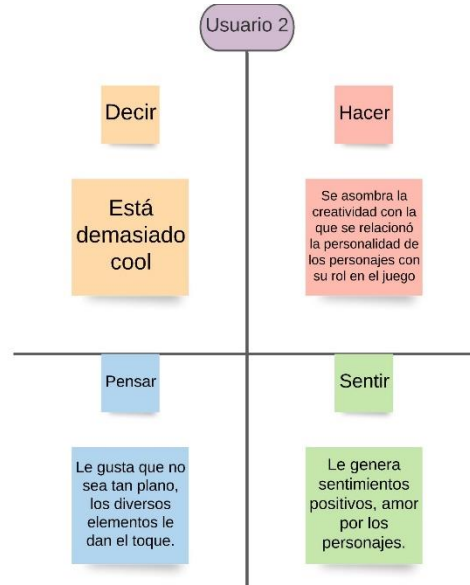 Usuario 2
Decir
Está
demasiado
cool
Hacer
Se asombra la
creatividad con la
que se relacionó
la personalidad de
los personajes con
su rol en el juego
Pensar
Le gusta que no
sea tan plano,
los diversos
elementos le
dan el toque.
Sentir
Le genera
sentimientos
positivos, amor
por los
personajes.